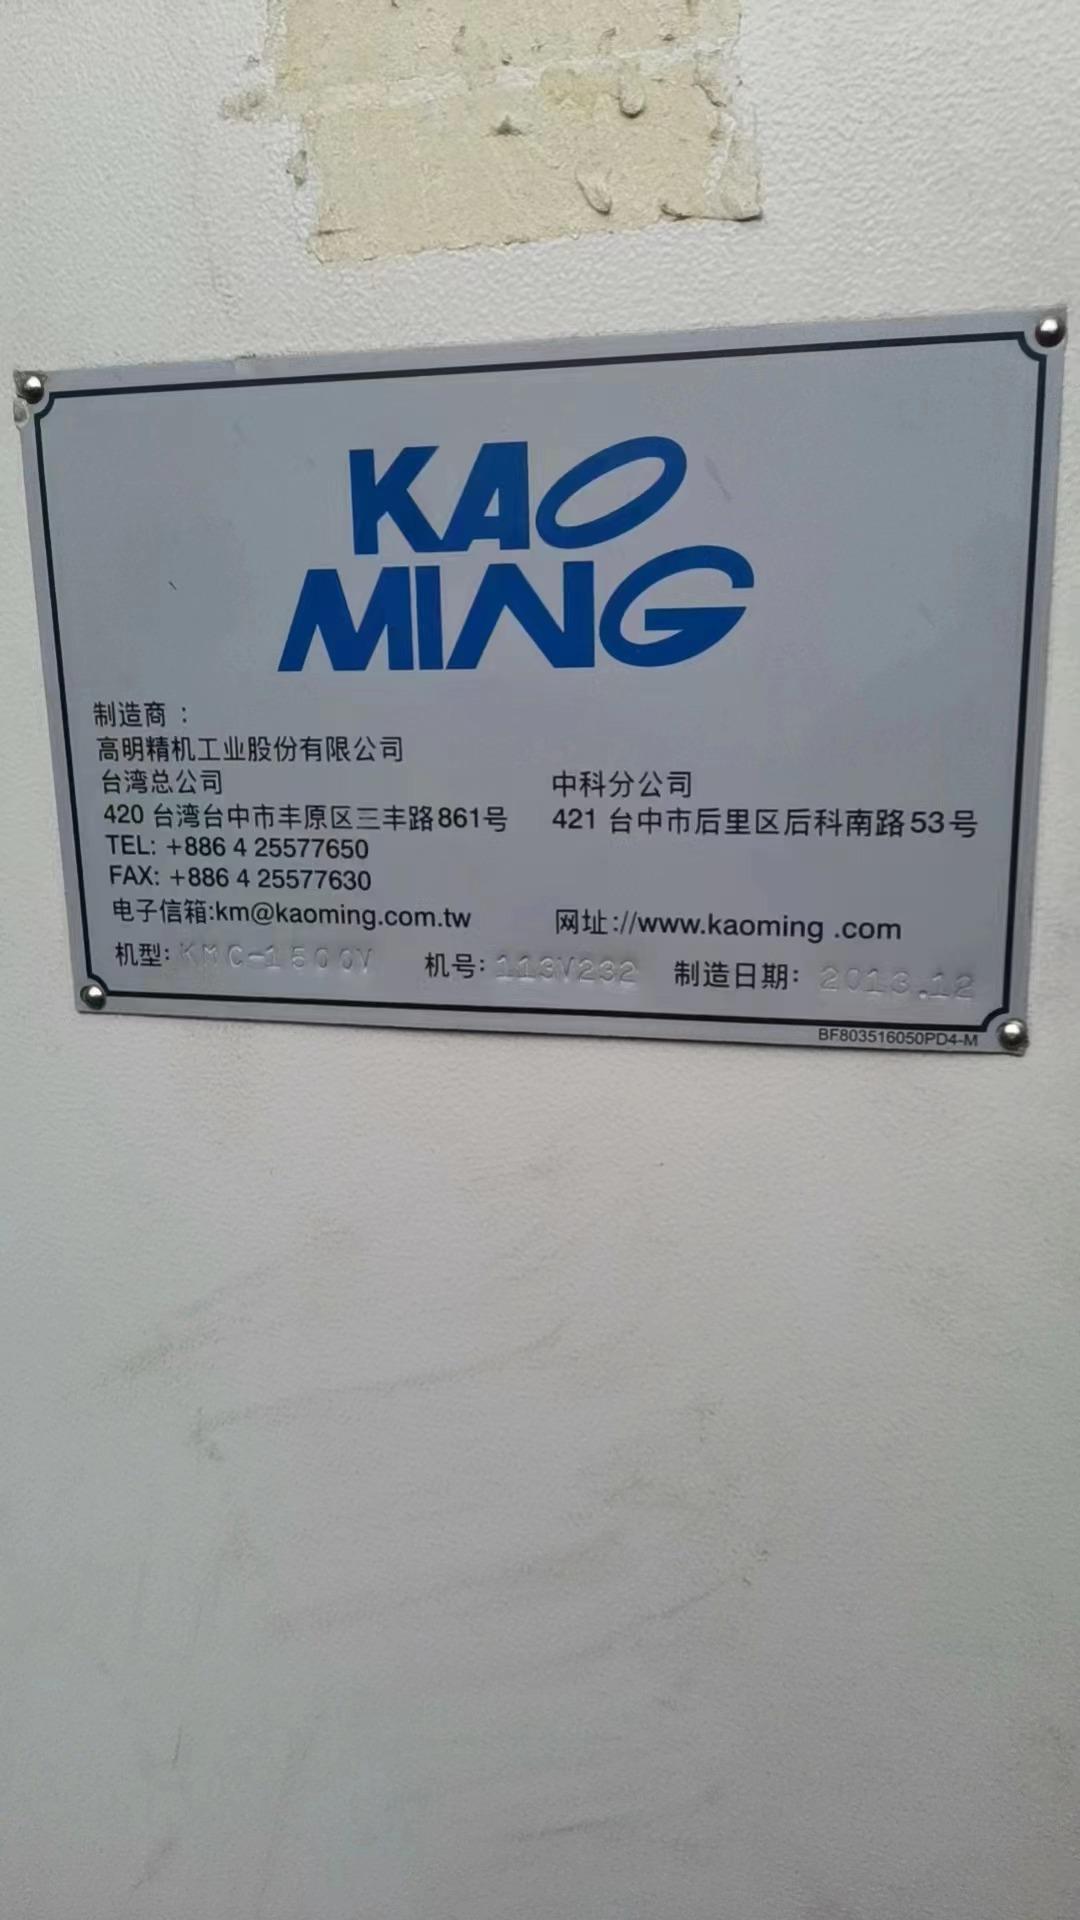 KAO
MING
制造商：
高明精机工业股份有限公司
台湾总公司 中科分公司
420 台湾台中市丰原区三丰路861号 421 台中市后里区后科南路53号
TEL: +886 4 25577650
FAX: +886 4 25577630
电子信箱:km@kaoming.com.tw 网址://www.kaoming .com
机型: KMC-1500V 机号: 113V232 制造日期: 2013.12
BF803516050PD4-M